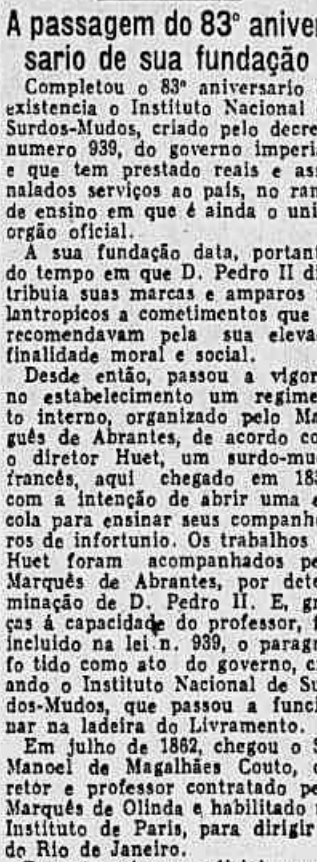 A passagem do 83º aniver
sario de sua fundação
Completou o 83º aniversario
existencia o Instituto Nacional
Surdos-Mudos, criado pelo decre
numero 939, do governo imperia
e que tem prestado reais e ass
nalados serviços ao país, no ram
de ensino em que é ainda o uni
orgão oficial.
A sua fundação data, portant
do tempo em que D. Pedro II di
tribuia suas marcas e amparos
lantropicos a cometimentos que
recomendavam pela sua eleva
finalidade moral e social.
Desde então, passou a vigor
no estabelecimento um regime
to interno, organizado pelo Ma
quês de Abrantes, de acordo co
o diretor Huet, um surdo-mu
francês, aqui chegado em 18
com a intenção de abrir uma e
cola para ensinar seus companhe
ros de infortunio. Os trabalhos
Huet foram acompanhados pe
Marquês de Abrantes, por dete
minação de D. Pedro II. E, gr
ças á capacidade do professor, f
incluido na lei n. 939, o paragr
fo tido como ato do governo, cr
ando o Instituto Nacional de Su
dos-Mudos, que passou a funci
nar na ladeira do Livramento.
Em julho de 1862, chegou o S
Manoel de Magalhães Couto, d
retor e professor contratado pe
Marquês de Olinda e habilitado
Instituto de Paris, para dirigir
do Rio de Janeiro.